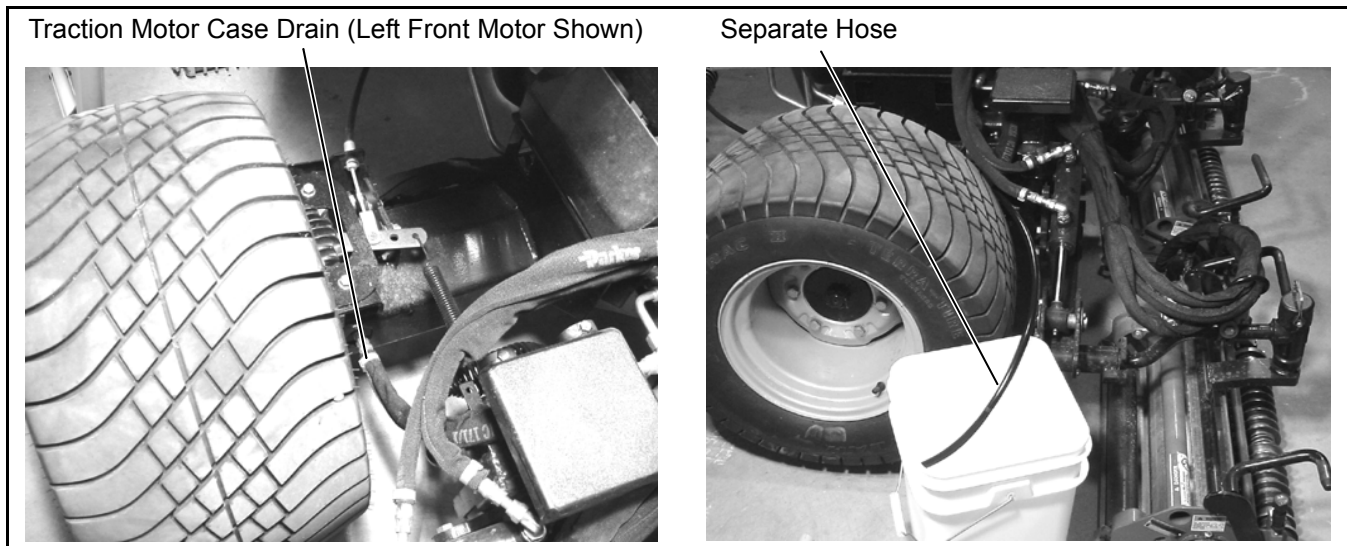 Traction Motor Case Drain (Left Front Motor Shown)
Separate Hose
Parker